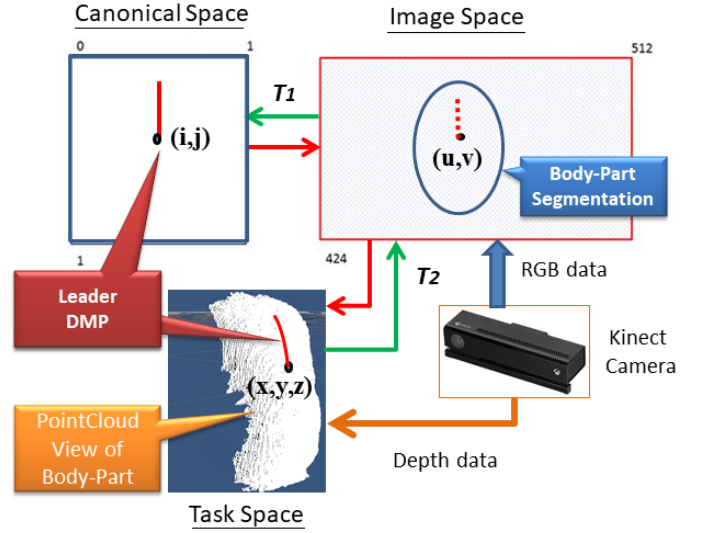 Canonical Space
Image Space
0
1
512
T1
(i,j)
(u,v)
Body-Part
Segmentation
1
424
T2
RGB data
Leader
DMP
Kinect
Camera
(x,y,z)
PointCloud
View of
Body-Part
Depth data
Task Space